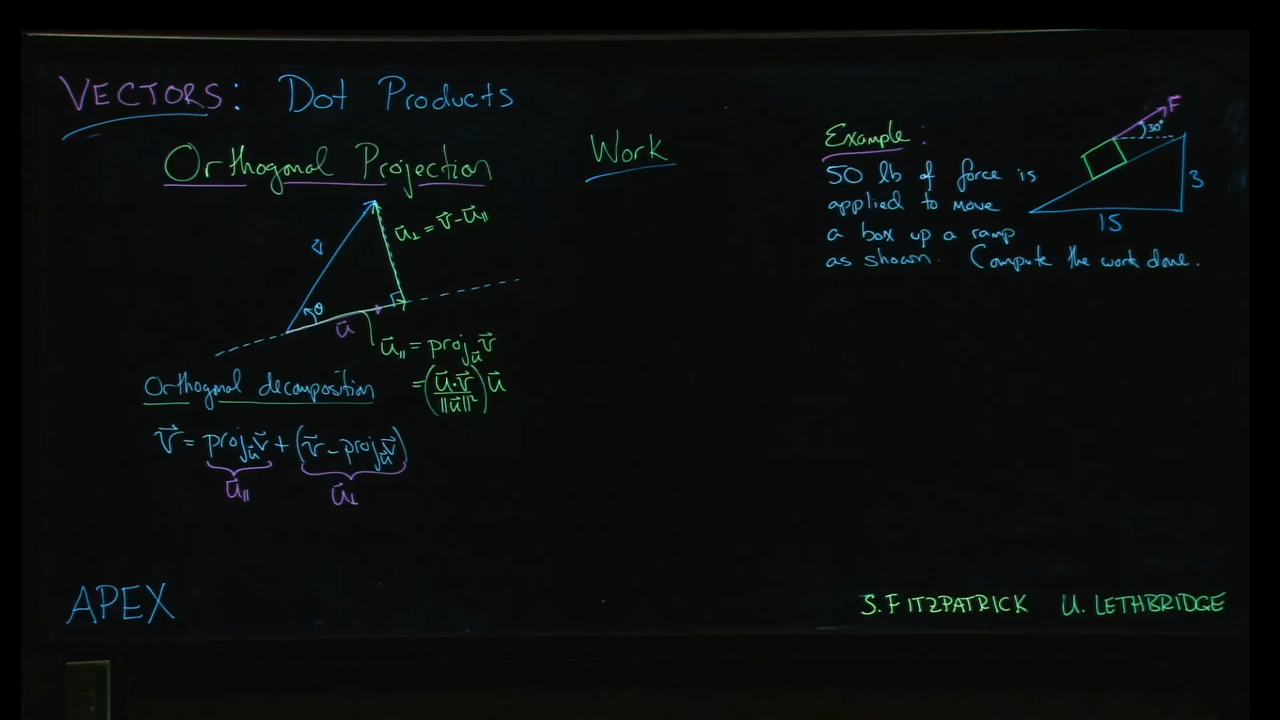 VECTORS: Dot Products
Orthogonal Projection
v⃗
u⃗⊥ = v⃗ - u⃗∥
θ
u⃗
u⃗∥ = proj_u⃗ v⃗
= (u⃗·v⃗ / ||u⃗||²) u⃗
Orthogonal decomposition
v⃗ = proj_u⃗ v⃗ + (v⃗ - proj_u⃗ v⃗)
u⃗∥ u⃗⊥
Work
Example:
50 lb of force is
applied to move
a box up a ramp
as shown. Compute the work done.
F
30°
3
15
APEX
S. FITZPATRICK U. LETHBRIDGE